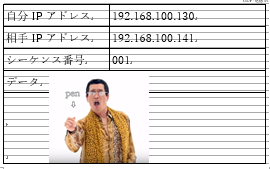 自分 IP アドレス 192.168.100.130
相手 IP アドレス 192.168.100.141
シーケンス番号 001
データ
pen
⇩